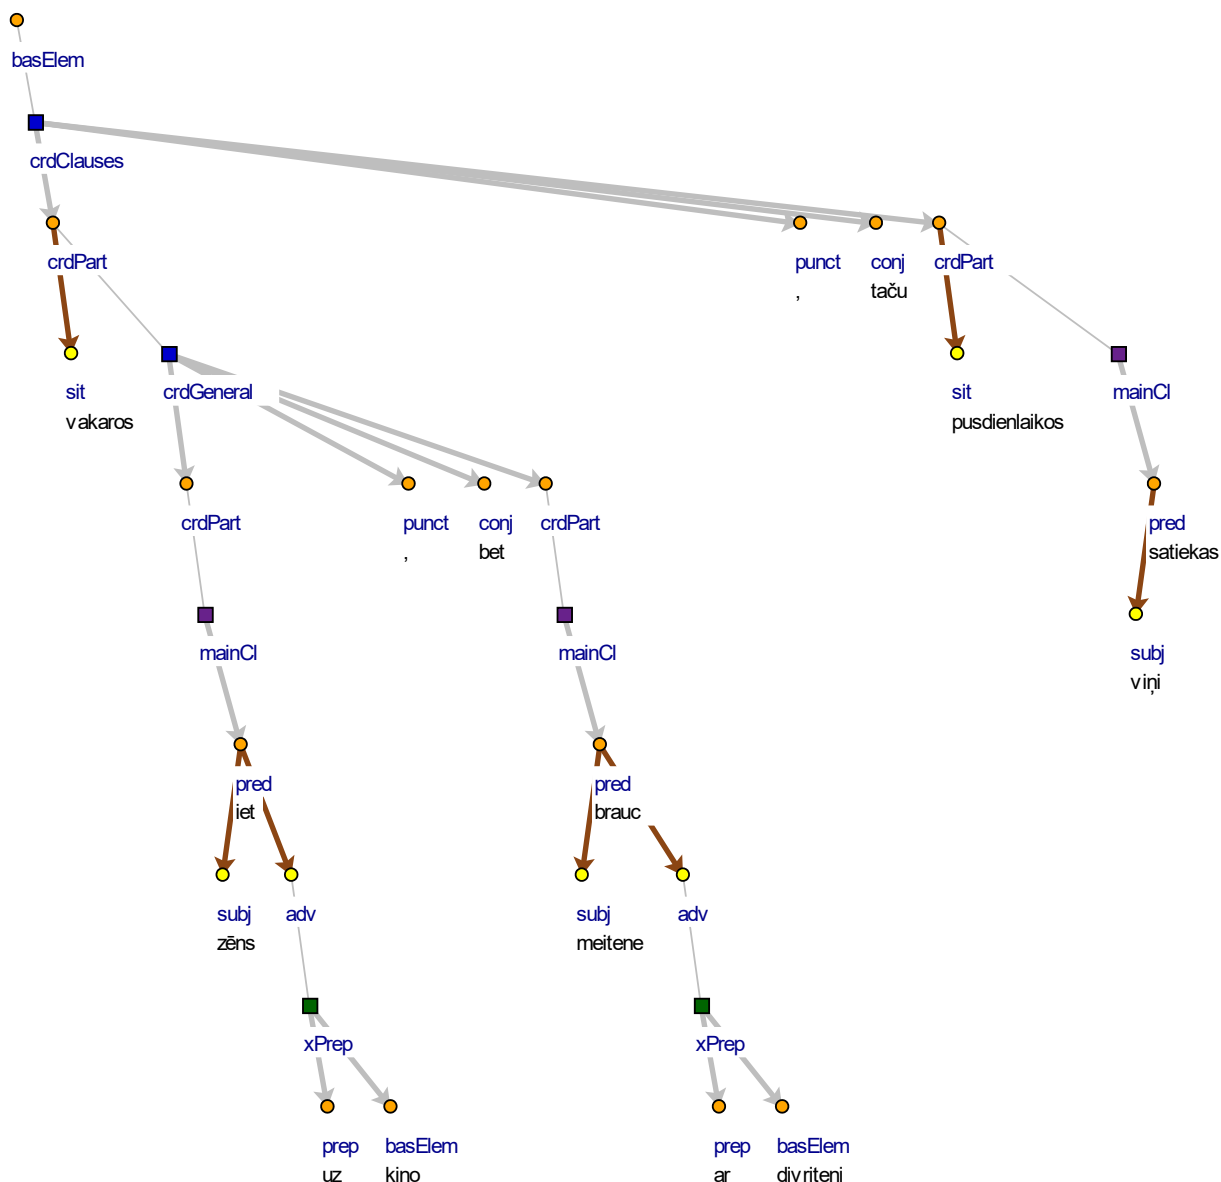 basElem
crdClauses
crdPart punct conj crdPart
, taču
sit crdGeneral sit mainCl
vakaros pusdienlaikos
crdPart punct conj crdPart pred
, bet satiekas
mainCl mainCl subj
viņi
pred pred
iet brauc
subj adv subj adv
zēns meitene
xPrep xPrep
prep basElem prep basElem
uz kino ar divriteni